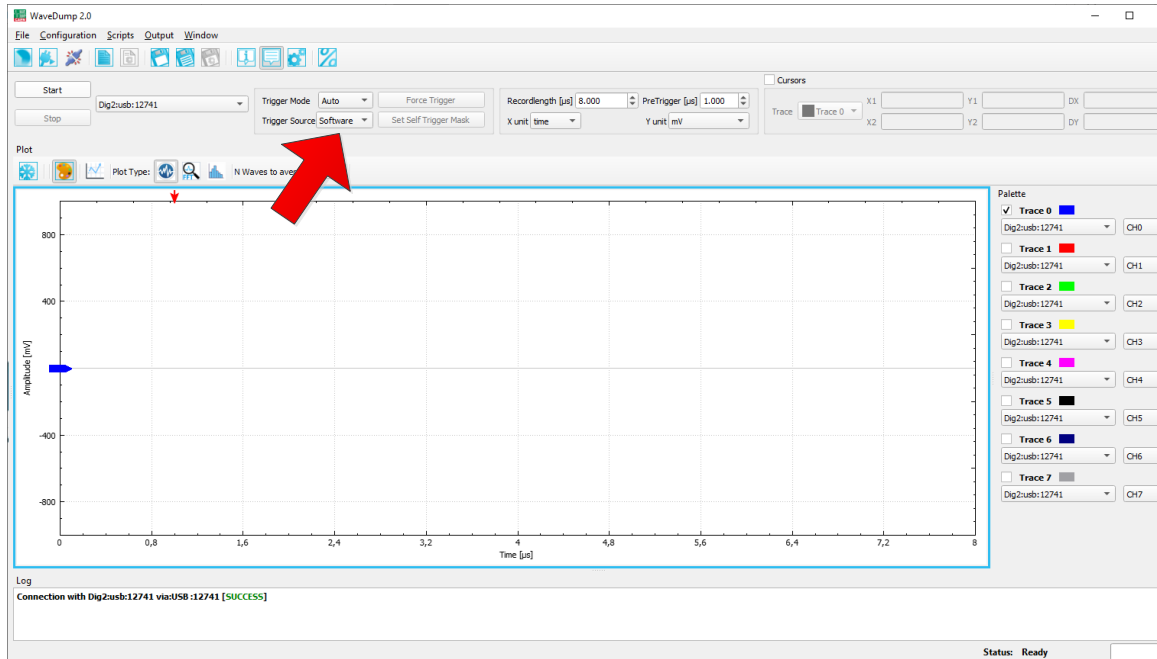 WaveDump 2.0
File Configuration Scripts Output Window
Start
Stop
Dig2:usb:12741
Trigger Mode Auto Force Trigger
Trigger Source Software Set Self Trigger Mask
Recordlength [µs] 8.000 PreTrigger [µs] 1.000
X unit time Y unit mV
Cursors
Trace Trace 0
X1 Y1 DX
X2 Y2 DY
Plot
Plot Type: FFT N Waves to
Palette
Trace 0
Dig2:usb:12741 CH0
Trace 1
Dig2:usb:12741 CH1
Trace 2
Dig2:usb:12741 CH2
Trace 3
Dig2:usb:12741 CH3
Trace 4
Dig2:usb:12741 CH4
Trace 5
Dig2:usb:12741 CH5
Trace 6
Dig2:usb:12741 CH6
Trace 7
Dig2:usb:12741 CH7
800
400
-400
-800
Amplitude [mV]
0 0,8 1,6 2,4 3,2 4 4,8 5,6 6,4 7,2 8
Time [µs]
Log
Connection with Dig2:usb:12741 via:USB :12741 [SUCCESS]
Status: Ready